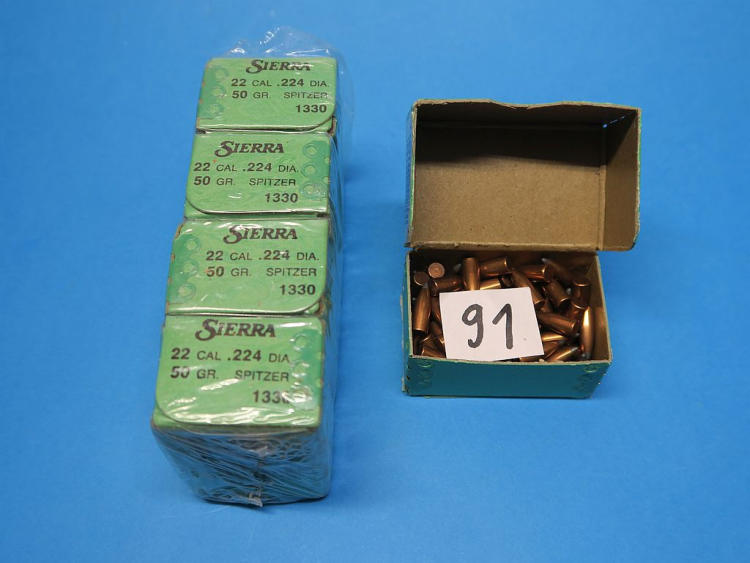 SIERRA
22 CAL .224 DIA.
50 GR. SPITZER
1330
SIERRA
22 CAL .224 DIA.
50 GR. SPITZER
1330
SIERRA
22 CAL .224 DIA.
50 GR. SPITZER
1330
SIERRA
22 CAL .224 DIA
50 GR. SPITZER
1330
91